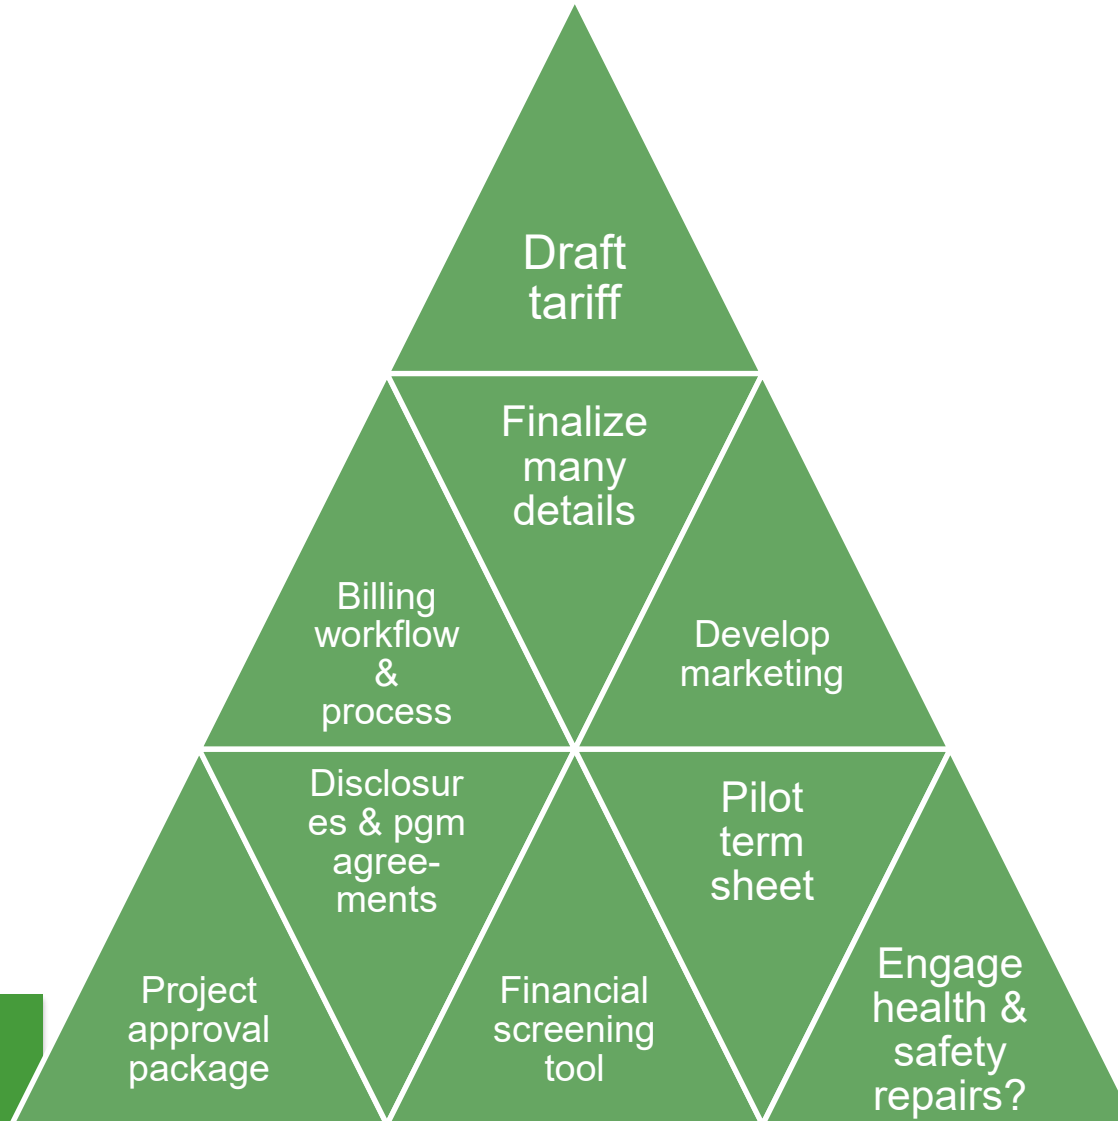 Draft
tariff
Finalize
many
details
Billing
workflow
&
process
Develop
marketing
Disclosur
es & pgm
agree-
ments
Pilot
term
sheet
Project
approval
package
Financial
screening
tool
Engage
health &
safety
repairs?